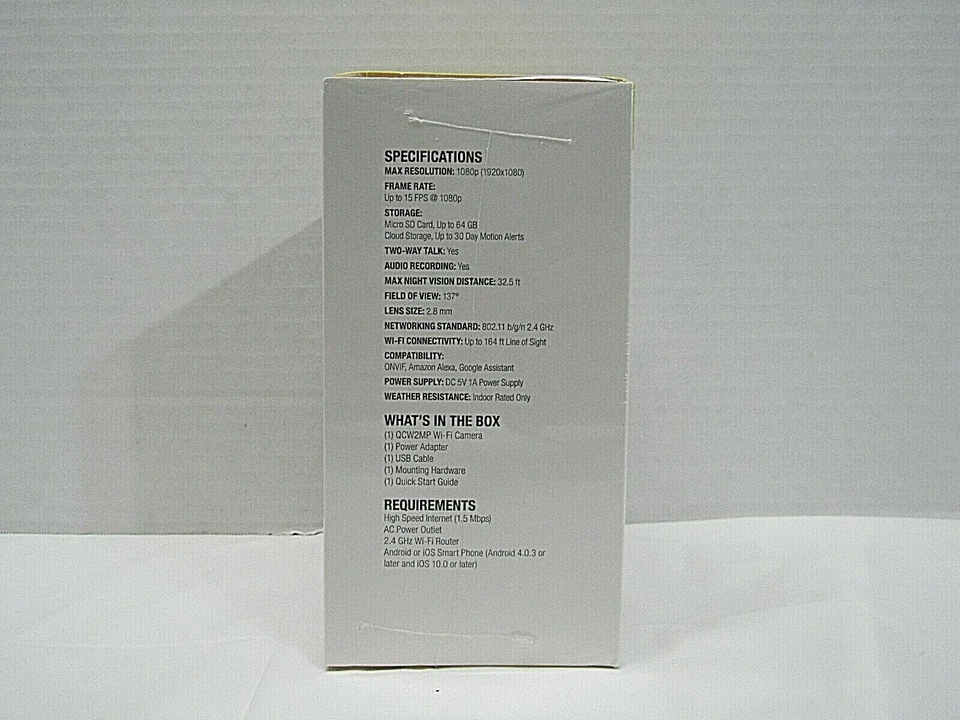 SPECIFICATIONS
MAX RESOLUTION: 1080p (1920x1080)
FRAME RATE:
Up to 15 FPS @ 1080p
STORAGE:
Micro SD Card, Up to 64 GB
Cloud Storage, Up to 30 Day Motion Alerts
TWO-WAY TALK: Yes
AUDIO RECORDING: Yes
MAX NIGHT VISION DISTANCE: 32.5 ft
FIELD OF VIEW: 137°
LENS SIZE: 2.8 mm
NETWORKING STANDARD: 802.11 b/g/n 2.4 GHz
WI-FI CONNECTIVITY: Up to 164 ft Line of Sight
COMPATIBILITY:
ONVIF, Amazon Alexa, Google Assistant
POWER SUPPLY: DC 5V 1A Power Supply
WEATHER RESISTANCE: Indoor Rated Only
WHAT'S IN THE BOX
(1) QCW2MP Wi-Fi Camera
(1) Power Adapter
(1) USB Cable
(1) Mounting Hardware
(1) Quick Start Guide
REQUIREMENTS
High Speed Internet (1.5 Mbps)
AC Power Outlet
2.4 GHz Wi-Fi Router
Android or iOS Smart Phone (Android 4.0.3 or
later and iOS 10.0 or later)